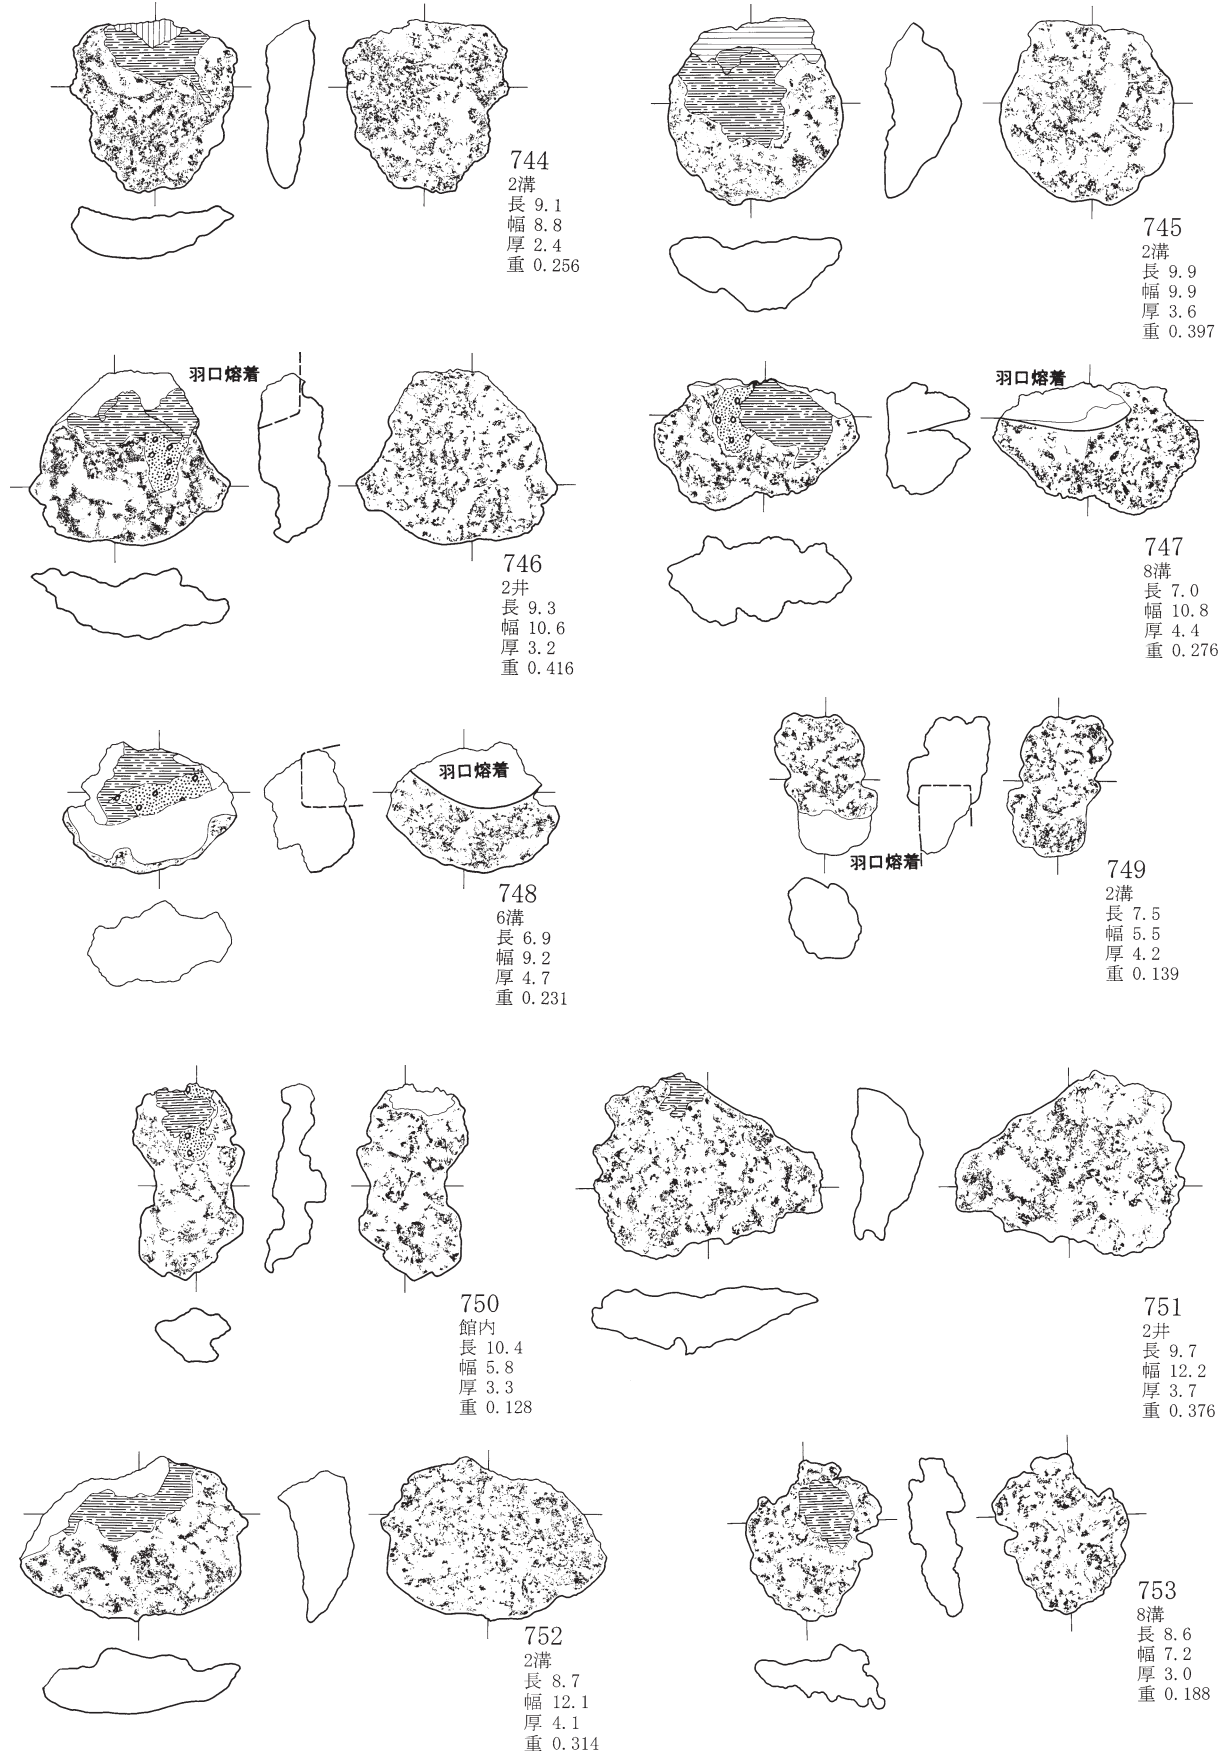 744
2溝
長 9.1
幅 8.8
厚 2.4
重 0.256
745
2溝
長 9.9
幅 9.9
厚 3.6
重 0.397
羽口熔着
746
2井
長 9.3
幅 10.6
厚 3.2
重 0.416
羽口熔着
747
8溝
長 7.0
幅 10.8
厚 4.4
重 0.276
羽口熔着
748
6溝
長 6.9
幅 9.2
厚 4.7
重 0.231
羽口熔着
749
2溝
長 7.5
幅 5.5
厚 4.2
重 0.139
750
館内
長 10.4
幅 5.8
厚 3.3
重 0.128
751
2井
長 9.7
幅 12.2
厚 3.7
重 0.376
752
2溝
長 8.7
幅 12.1
厚 4.1
重 0.314
753
8溝
長 8.6
幅 7.2
厚 3.0
重 0.188